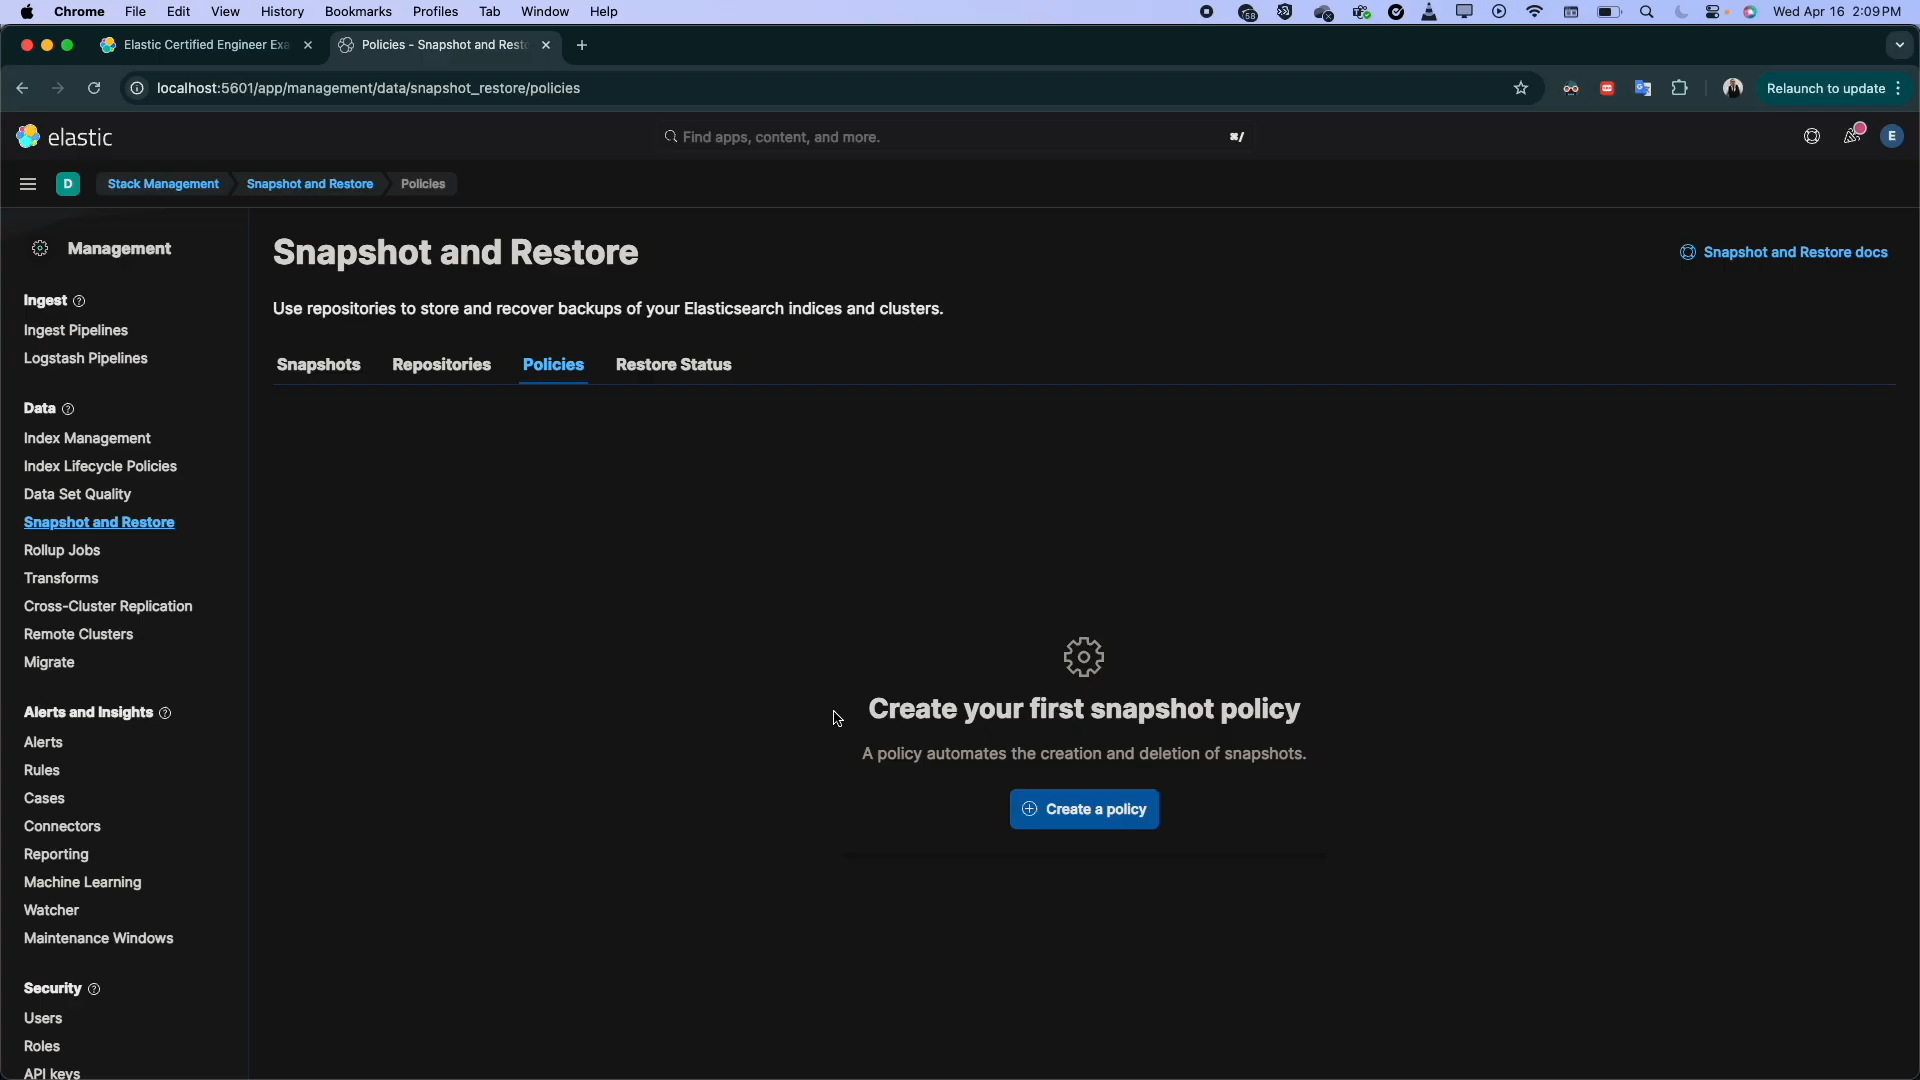 Chrome File Edit View History Bookmarks Profiles Tab Window Help
58
Wed Apr 16 2:09 PM
Elastic Certified Engineer Exa
Policies - Snapshot and Rest
localhost:5601/app/management/data/snapshot_restore/policies
Relaunch to update
elastic
Find apps, content, and more.
⌘/
E
D
Stack Management
Snapshot and Restore
Policies
Management
Ingest
Ingest Pipelines
Logstash Pipelines
Data
Index Management
Index Lifecycle Policies
Data Set Quality
Snapshot and Restore
Rollup Jobs
Transforms
Cross-Cluster Replication
Remote Clusters
Migrate
Alerts and Insights
Alerts
Rules
Cases
Connectors
Reporting
Machine Learning
Watcher
Maintenance Windows
Security
Users
Roles
API keys
Snapshot and Restore
Snapshot and Restore docs
Use repositories to store and recover backups of your Elasticsearch indices and clusters.
Snapshots Repositories Policies Restore Status
Create your first snapshot policy
A policy automates the creation and deletion of snapshots.
Create a policy